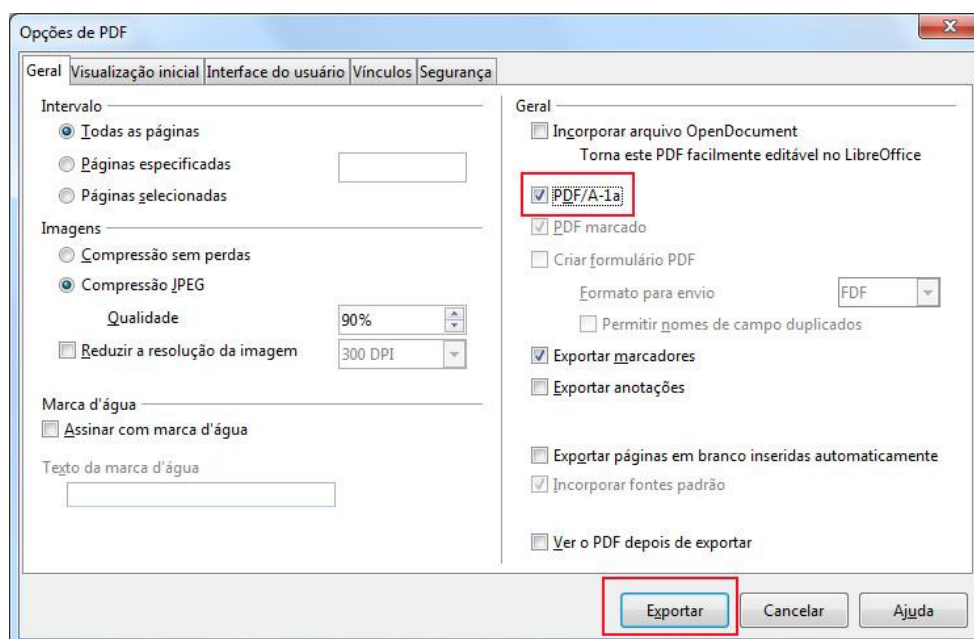 Opções de PDF
Geral Visualização inicial Interface do usuário Vínculos Segurança
Intervalo
Todas as páginas
Páginas especificadas
Páginas selecionadas
Imagens
Compressão sem perdas
Compressão JPEG
Qualidade 90%
Reduzir a resolução da imagem 300 DPI
Marca d'água
Assinar com marca d'água
Texto da marca d'água
Geral
Incorporar arquivo OpenDocument
Torna este PDF facilmente editável no LibreOffice
PDF/A-1a
PDF marcado
Criar formulário PDF
Formato para envio FDF
Permitir nomes de campo duplicados
Exportar marcadores
Exportar anotações
Exportar páginas em branco inseridas automaticamente
Incorporar fontes padrão
Ver o PDF depois de exportar
Exportar Cancelar Ajuda